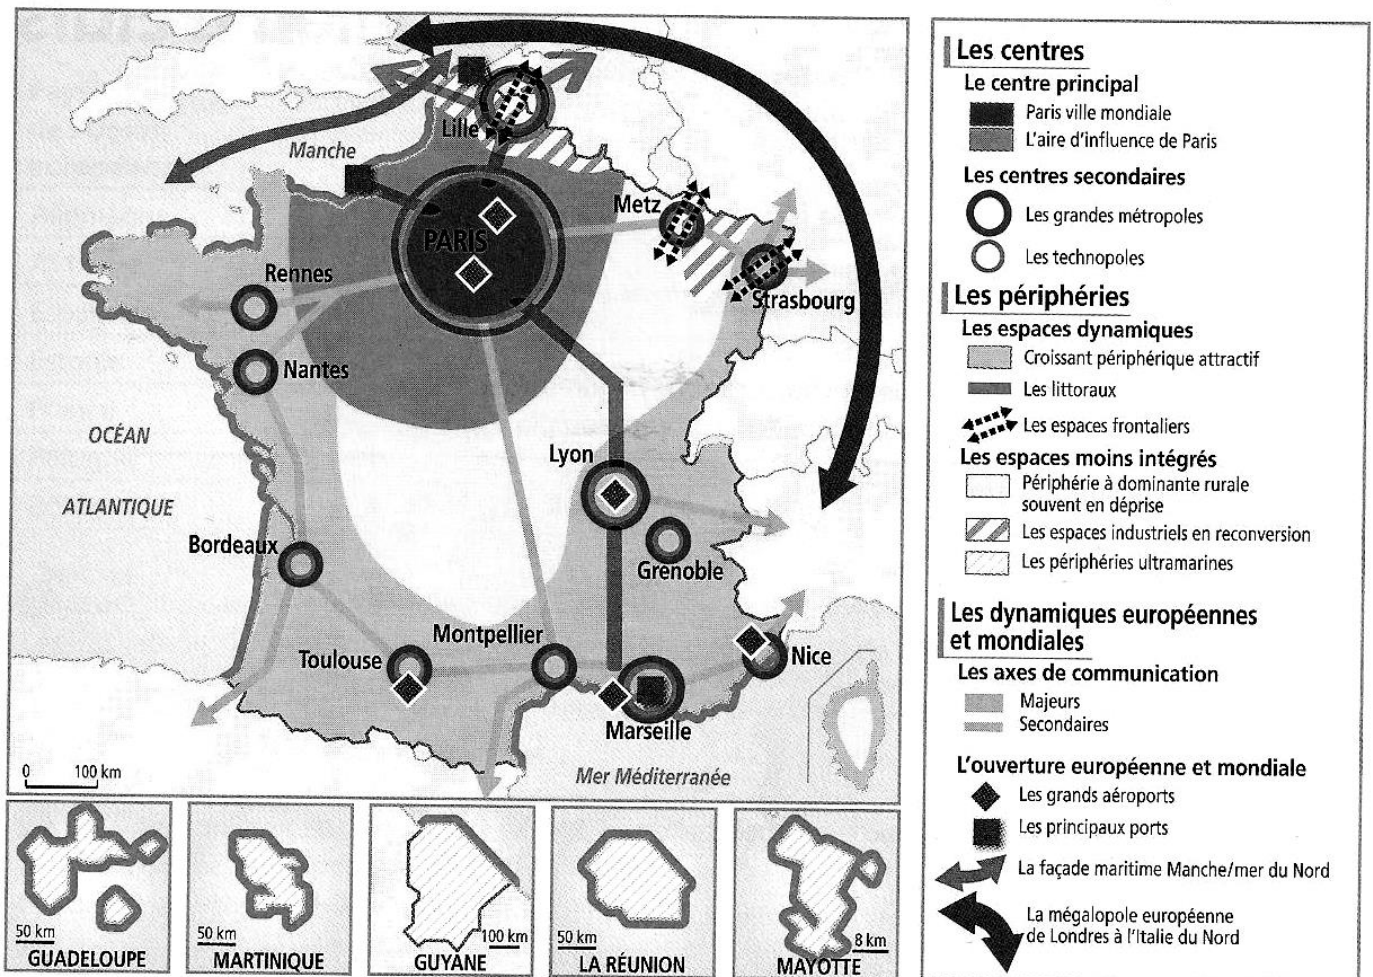 Manche
Lille
PARIS
Metz
Strasbourg
Rennes
Nantes
OCÉAN
ATLANTIQUE
Lyon
Grenoble
Bordeaux
Montpellier
Toulouse
Nice
Marseille
Mer Méditerranée
0 100 km
50 km
GUADELOUPE
50 km
MARTINIQUE
100 km
GUYANE
50 km
LA RÉUNION
8 km
MAYOTTE
Les centres
Le centre principal
Paris ville mondiale
L'aire d'influence de Paris
Les centres secondaires
Les grandes métropoles
Les technopoles
Les périphéries
Les espaces dynamiques
Croissant périphérique attractif
Les littoraux
Les espaces frontaliers
Les espaces moins intégrés
Périphérie à dominante rurale
souvent en déprise
Les espaces industriels en reconversion
Les périphéries ultramarines
Les dynamiques européennes
et mondiales
Les axes de communication
Majeurs
Secondaires
L'ouverture européenne et mondiale
Les grands aéroports
Les principaux ports
La façade maritime Manche/mer du Nord
La mégalopole européenne
de Londres à l'Italie du Nord